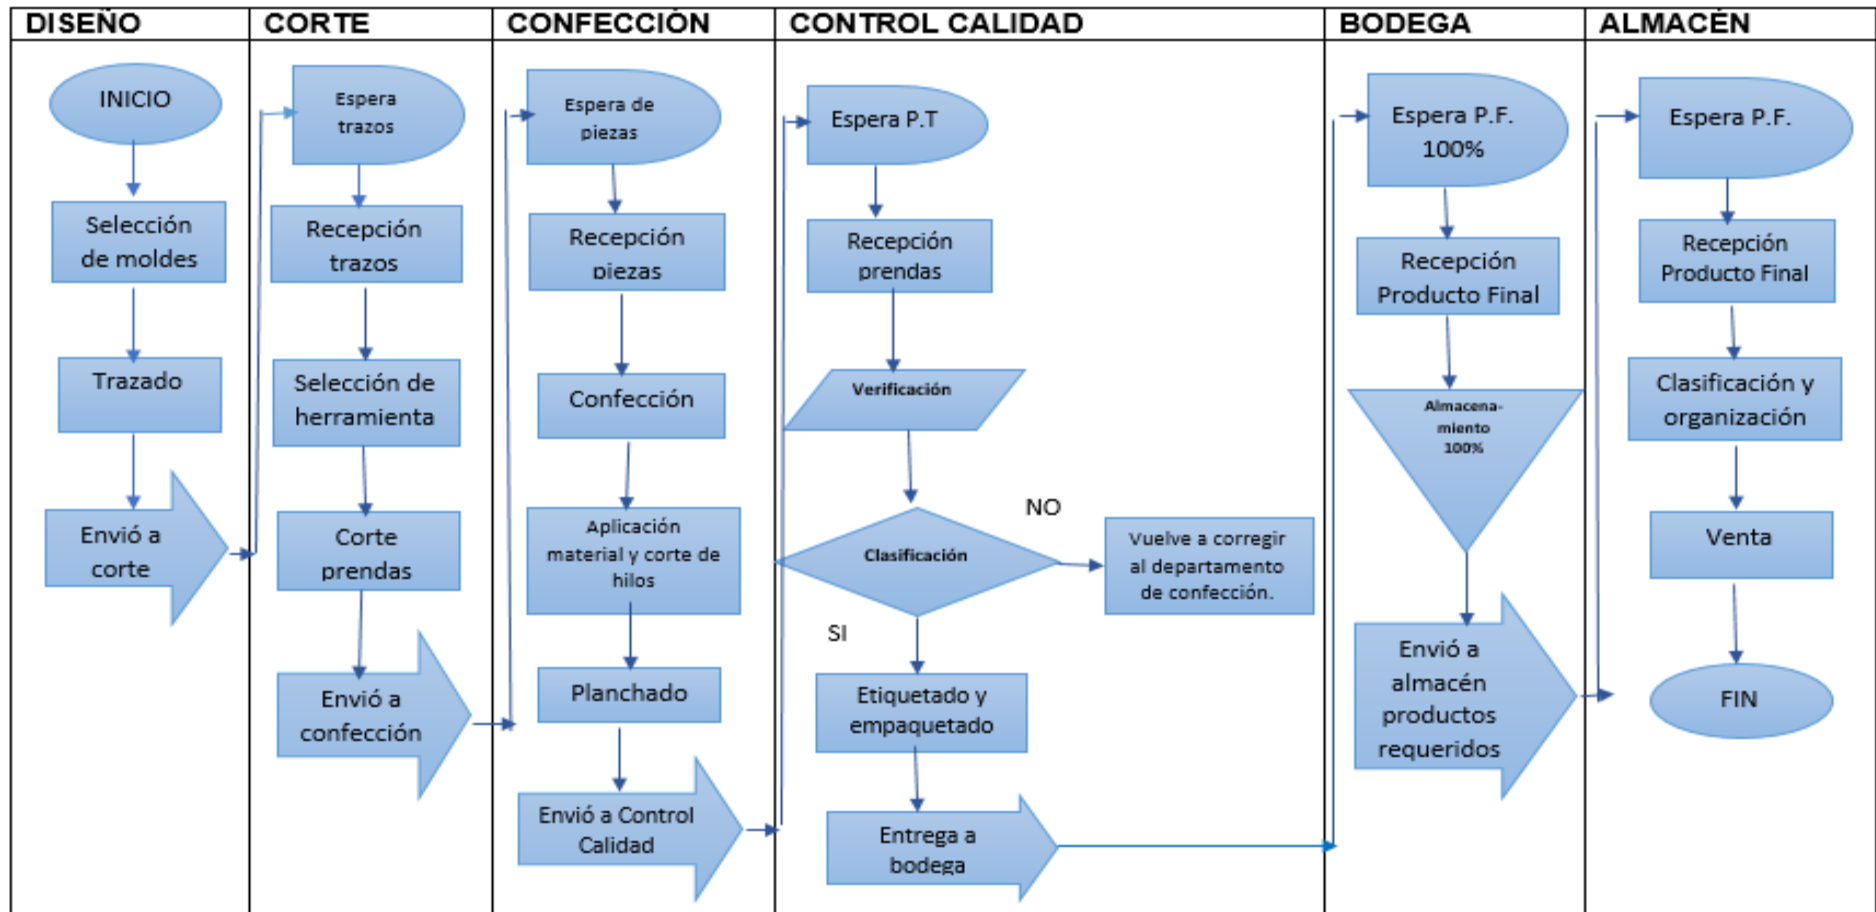 DISEÑO
CORTE
CONFECCIÓN
CONTROL CALIDAD
BODEGA
ALMACÉN
INICIO
Selección
de moldes
Trazado
Envió a
corte
Espera
trazos
Recepción
trazos
Selección de
herramienta
Corte
prendas
Envió a
confección
Espera de
piezas
Recepción
piezas
Confección
Aplicación
material y corte de
hilos
Planchado
Envió a Control
Calidad
Espera P.T
Recepción
prendas
Verificación
Clasificación
NO
Vuelve a corregir
al departamento
de confección.
SI
Etiquetado y
empaquetado
Entrega a
bodega
Espera P.F.
100%
Recepción
Producto Final
Almacena-
miento
100%
Envió a
almacén
productos
requeridos
Espera P.F.
Recepción
Producto Final
Clasificación y
organización
Venta
FIN